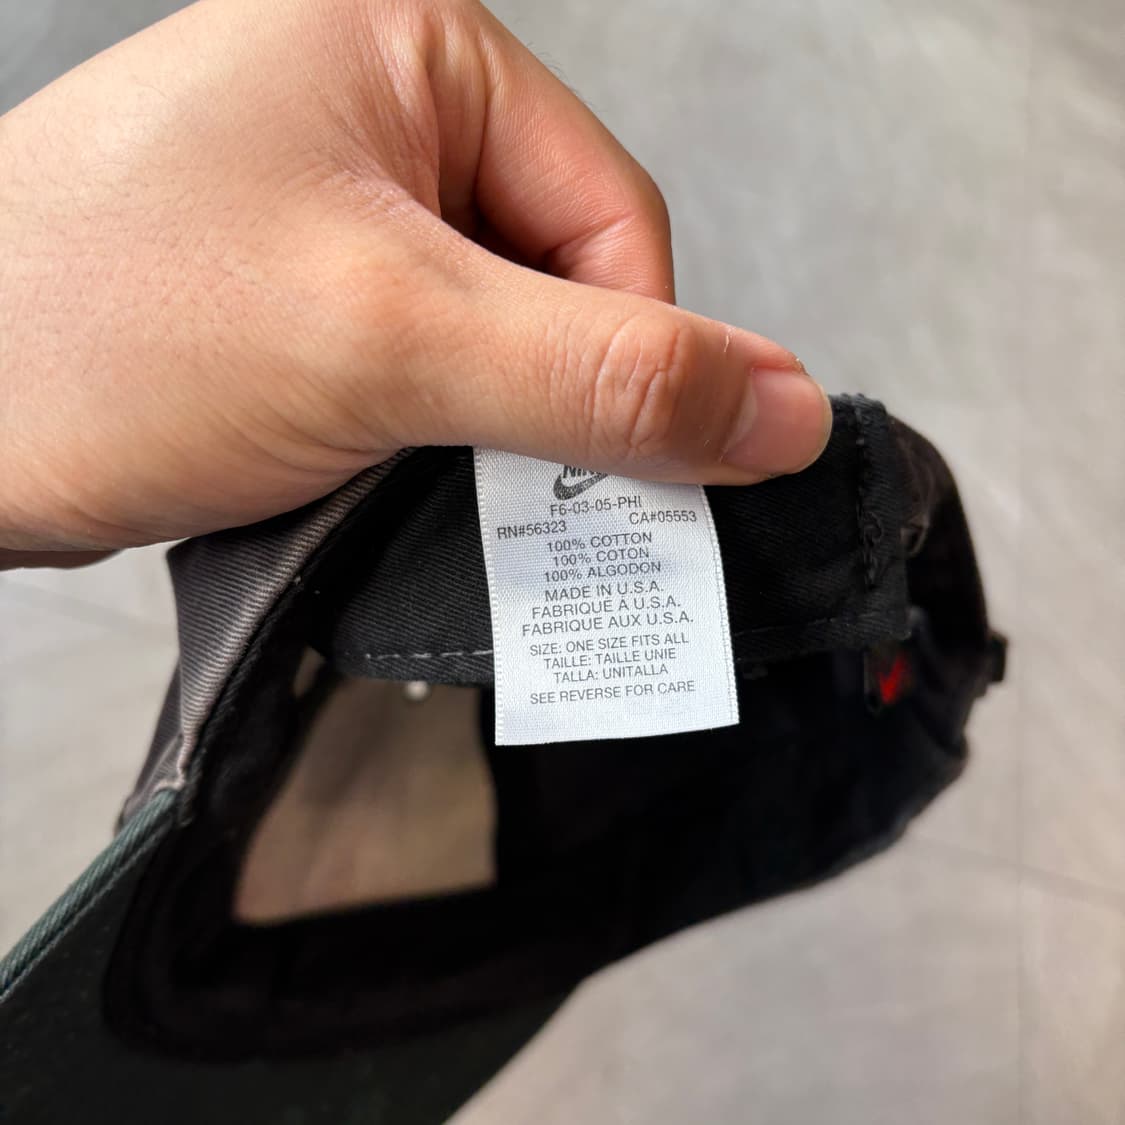 F6-03-05-PHI
RN#56323 CA#05553
100% COTTON
100% COTON
100% ALGODON
MADE IN U.S.A.
FABRIQUÉ À U.S.A.
FABRIQUE AUX U.S.A.
SIZE: ONE SIZE FITS ALL
TAILLE: TAILLE UNIE
TALLA: UNITALLA
SEE REVERSE FOR CARE